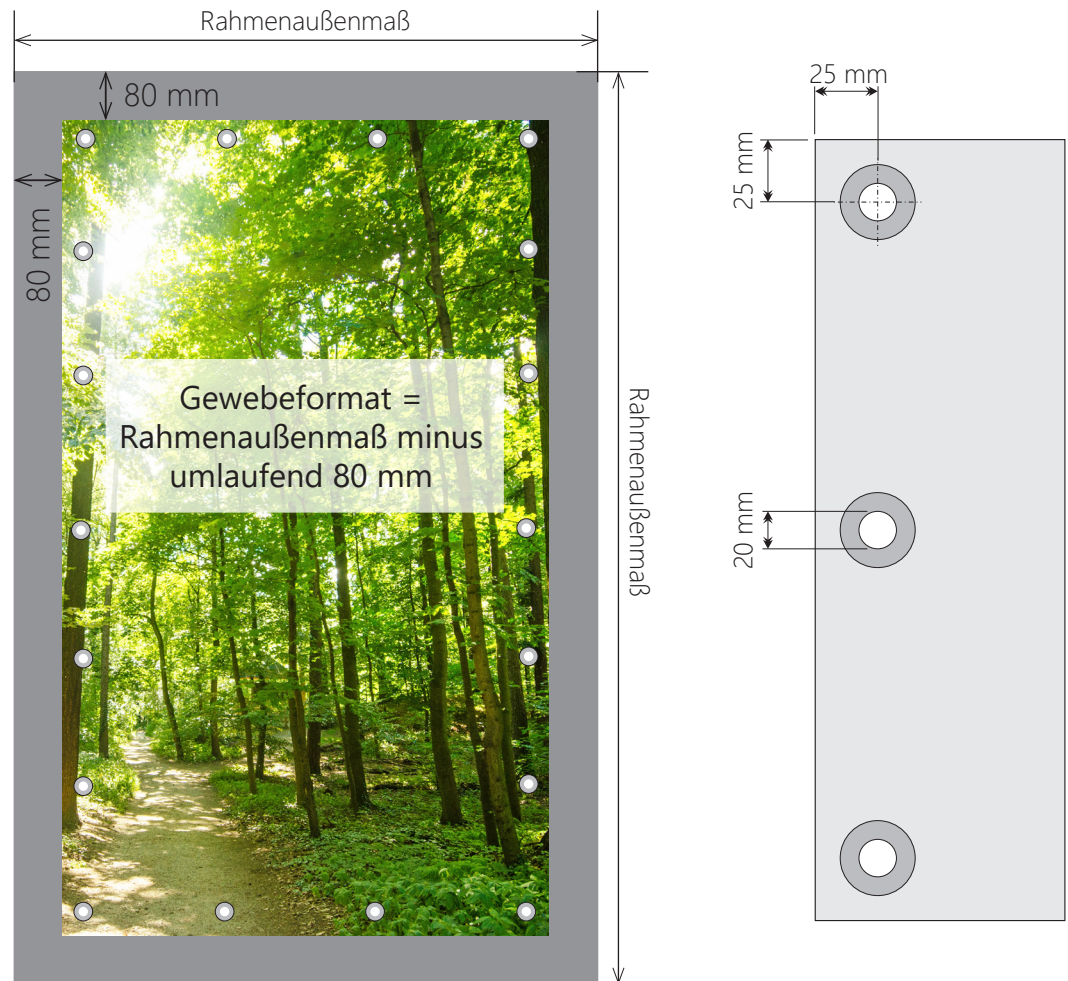 Rahmenaußenmaß
80 mm
80 mm
Gewebeformat =
Rahmenaußenmaß minus
umlaufend 80 mm
Rahmenaußenmaß
25 mm
25 mm
20 mm